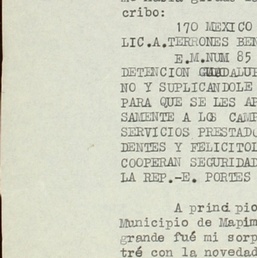 cribo:
170 MEXICO
LIC.A.TERRONES BEN
E.M.NUM 85
DETENCION GUADALUP
NO Y SUPLICANDOLE
PARA QUE SE LES AP
SAMENTE A LOS CAMP
SERVICIOS PRESTADO
DENTES Y FELICITOL
COOPERAN SEGURIDAD
LA REP.-E. PORTES
A principio
Municipio de Mapim
grande fué mi sorp
tré con la novedad